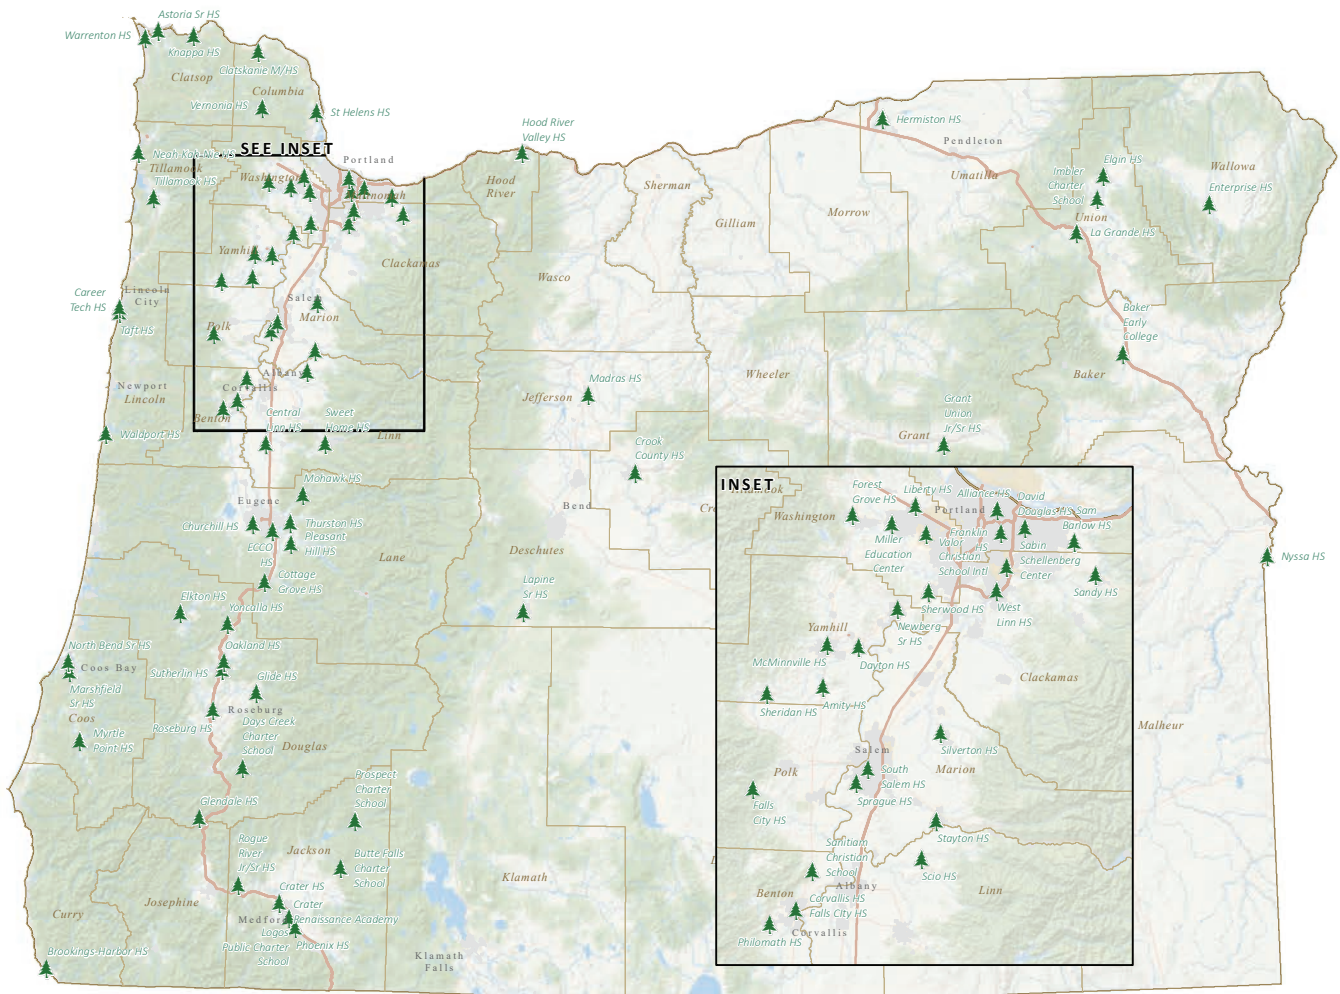 Astoria Sr HS
Warrenton HS
Knappa HS
Clatskanie M/HS
Clatsop
Columbia
Vernonia HS
St Helens HS
Hood River
Valley HS
Hermiston HS
Pendleton
SEE INSET
Portland
Neah-Kah-Nie HS
Tillamook
Tillamook HS
Washington
Multnomah
Hood
River
Sherman
Gilliam
Morrow
Umatilla
Elgin HS
Imbler
Charter
School
Wallowa
Enterprise HS
Union
La Grande HS
Yamhill
Clackamas
Wasco
Career
Tech HS
Lincoln
City
Taft HS
Salem
Marion
Polk
Baker
Early
College
Baker
Albany
Corvallis
Newport
Lincoln
Benton
Central
Linn HS
Sweet
Home HS
Linn
Waldport HS
Jefferson
Madras HS
Wheeler
Grant
Union
Jr/Sr HS
Grant
Crook
County HS
Mohawk HS
Eugene
Churchill HS
Thurston HS
Pleasant
Hill HS
ECCO
HS
Lane
Bend
Deschutes
Cottage
Grove HS
Elkton HS
Yoncalla HS
Lapine
Sr HS
North Bend Sr HS
Coos Bay
Oakland HS
Sutherlin HS
Glide HS
Marshfield
Sr HS
Coos
Myrtle
Point HS
Roseburg
Roseburg HS
Days Creek
Charter
School
Douglas
Prospect
Charter
School
Glendale HS
Rogue
River
Jr/Sr HS
Jackson
Butte Falls
Charter
School
Klamath
Crater HS
Crater
Renaissance Academy
Josephine
Curry
Medford
Logos
Public Charter
School
Phoenix HS
Brookings-Harbor HS
Klamath
Falls
Nyssa HS
Malheur
INSET
Tillamook
Forest
Grove HS
Liberty HS
Alliance HS
David
Douglas HS
Sam
Barlow HS
Washington
Portland
Miller
Education
Center
Franklin
HS
Valor
Christian
School Intl
Sabin
Schellenberg
Center
Sandy HS
Sherwood HS
West
Linn HS
Newberg
Sr HS
Yamhill
McMinnville HS
Dayton HS
Clackamas
Sheridan HS
Amity HS
Silverton HS
Salem
South
Salem HS
Marion
Polk
Sprague HS
Falls
City HS
Stayton HS
Santiam
Christian
School
Scio HS
Linn
Albany
Benton
Corvallis HS
Falls City HS
Philomath HS
Corvallis